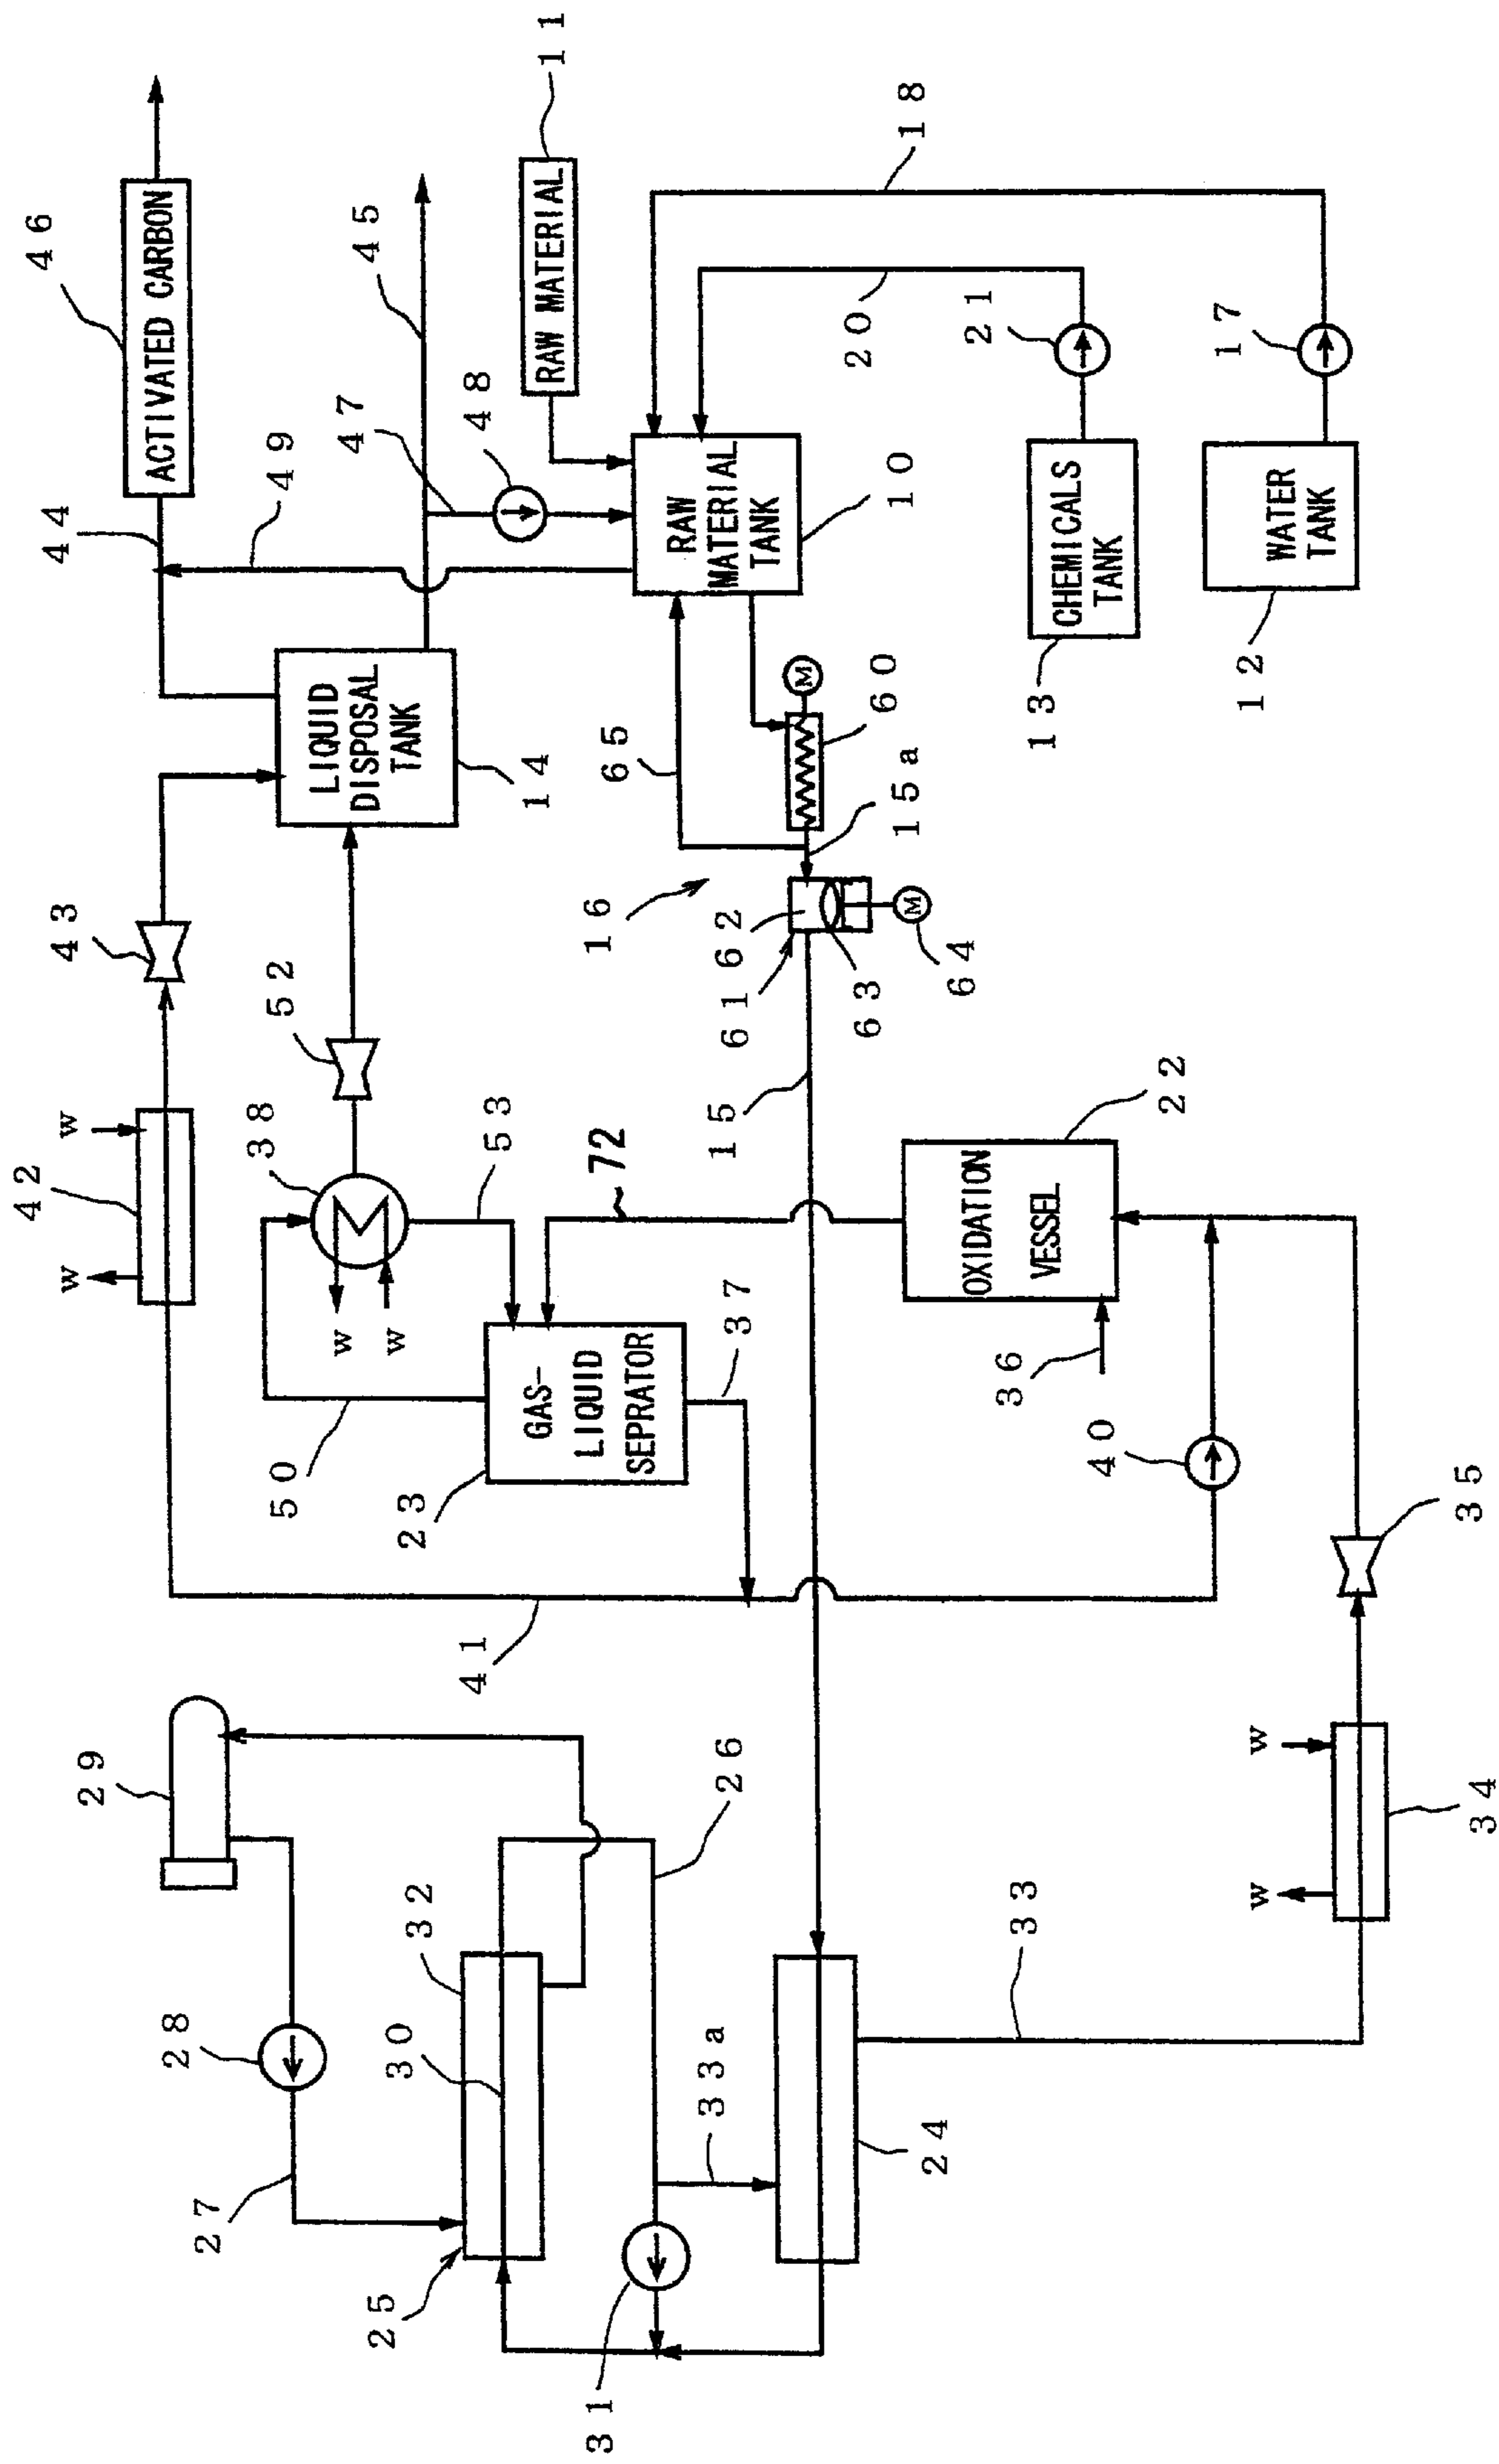 46
ACTIVATED CARBON
44
49
45
47
48
11
RAW MATERIAL
18
20
21
17
RAW
MATERIAL
TANK
10
CHEMICALS
TANK
13
WATER
TANK
12
43
LIQUID
DISPOSAL
TANK
14
52
65
M
60
15a
16
62
61
63
M
64
15
42
W
W
38
53
W
W
72
OXIDATION
VESSEL
22
36
50
GAS-
LIQUID
SEPRATOR
23
37
40
35
41
29
26
W
W
34
28
32
30
33a
33
27
25
24
31